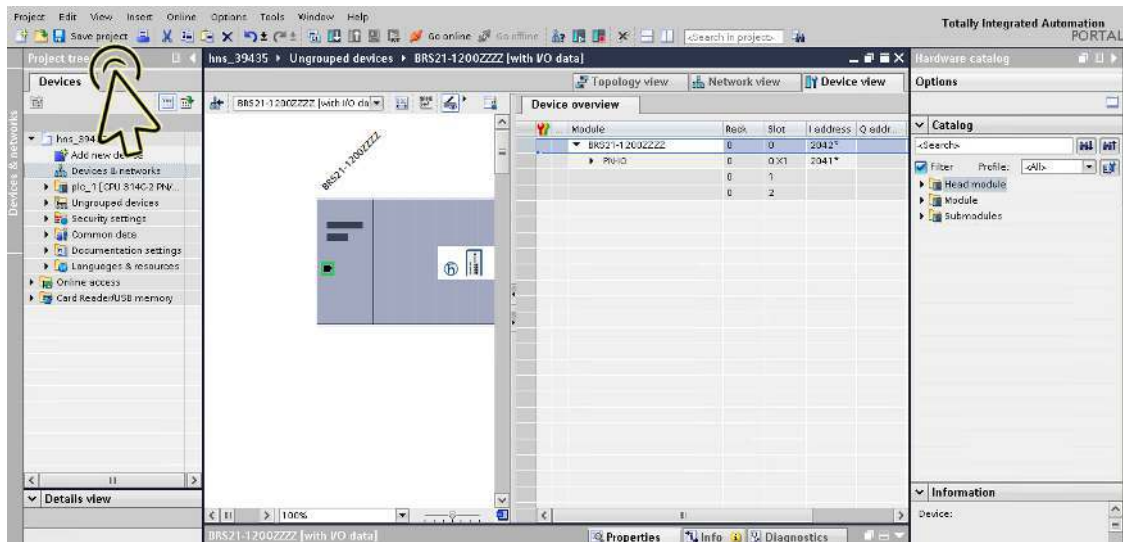 Project Edit View Insert Online Options Tools Window Help
Totally Integrated Automation
PORTAL
Save project
Go online
Go offline
<Search in project>
Project tree
hns_39435 ▸ Ungrouped devices ▸ BRS21-1200ZZZZ [with I/O data]
Hardware catalog
Devices
Topology view
Network view
Device view
Options
BRS21-1200ZZZZ [with I/O da
Device overview
Devices & networks
Module Rack Slot I address Q addr...
BRS21-1200ZZZZ 0 0 2042*
PN-IO 0 0 X1 2041*
0 1
0 2
BRS21-1200ZZZZ
Add new de
Devices & networks
plc_1 [CPU 314C-2 PN/...
Ungrouped devices
Security settings
Common data
Documentation settings
Languages & resources
Online access
Card Reader/USB memory
Catalog
<Search>
Filter Profile: <All>
Head module
Module
Submodules
Details view
100%
Information
Device:
BRS21-1200ZZZZ [with I/O data]
Properties
Info
Diagnostics